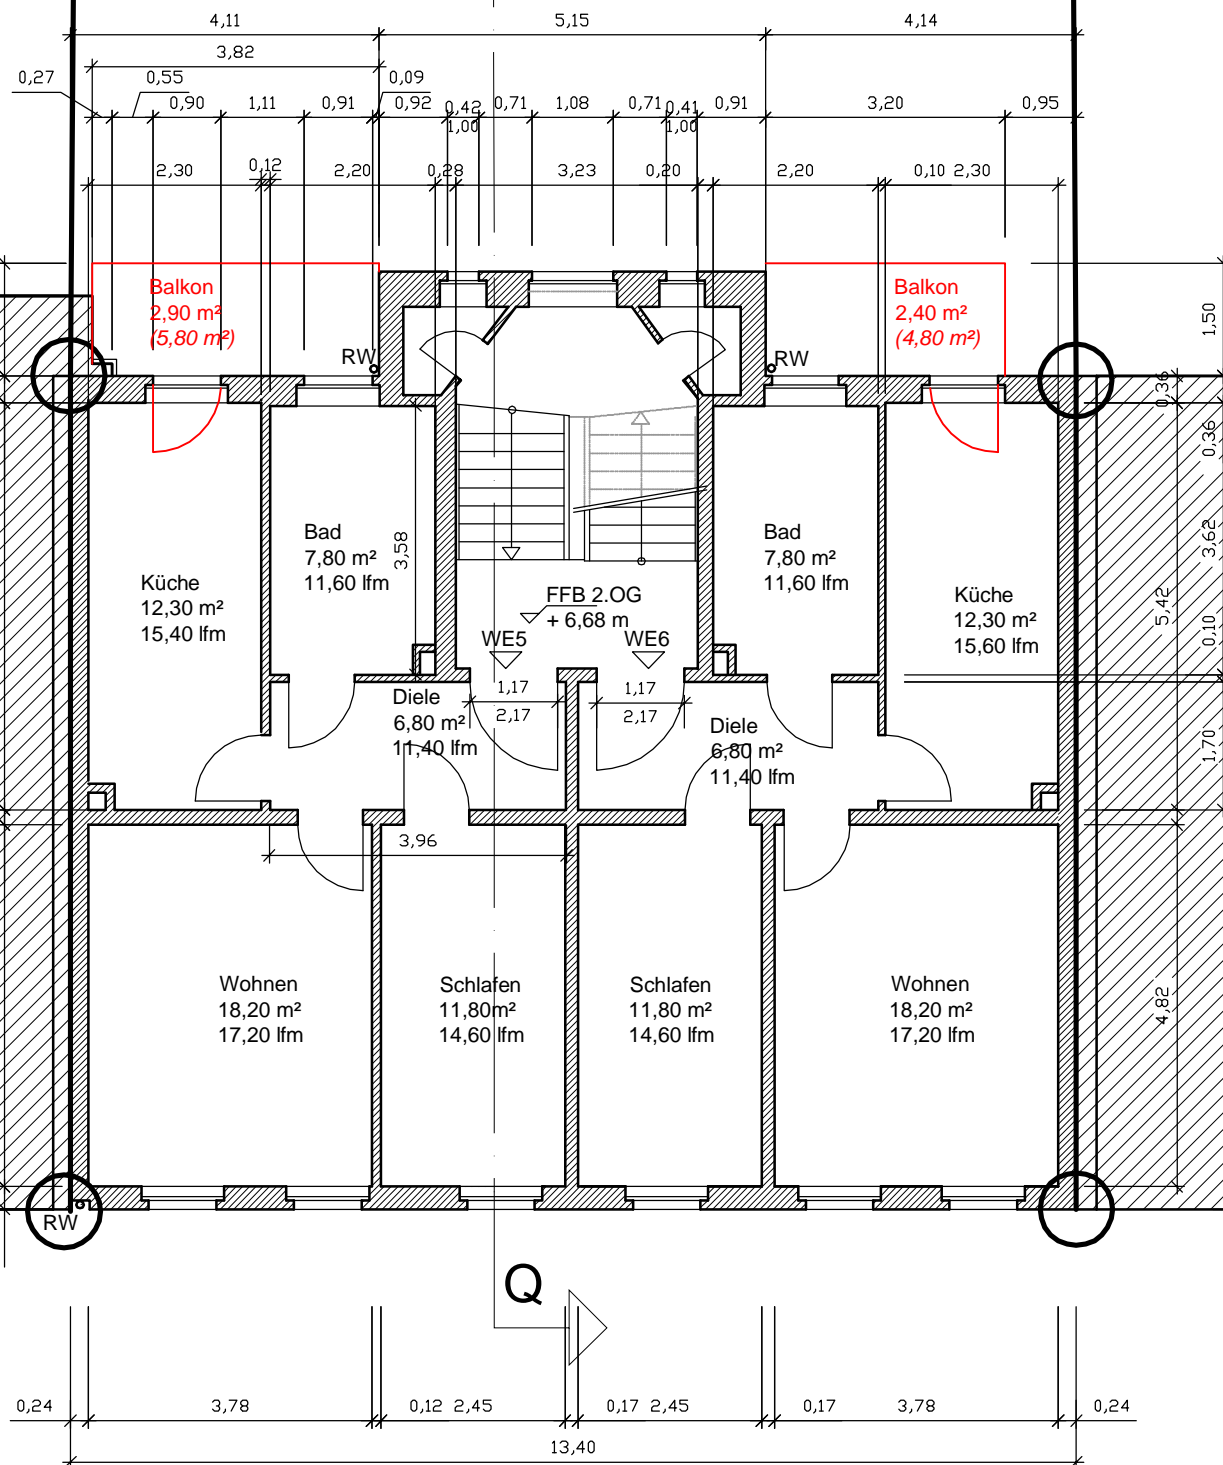 4,11 5,15 4,14
3,82
0,27 0,55 0,09
0,90 1,11 0,91 0,92 0,42 0,71 1,08 0,71 0,41 0,91 3,20 0,95
1,00 1,00
2,30 0,12 2,20 0,28 3,23 0,20 2,20 0,10 2,30
Balkon
2,90 m²
(5,80 m²)
Balkon
2,40 m²
(4,80 m²)
1,50
RW
RW
0,36
0,36
Bad
7,80 m²
11,60 lfm
3,58
Bad
7,80 m²
11,60 lfm
3,62
Küche
12,30 m²
15,40 lfm
FFB 2.OG
+ 6,68 m
Küche
12,30 m²
15,60 lfm
5,42
0,10
WE5 WE6
1,17
2,17
1,17
2,17
Diele
6,80 m²
11,40 lfm
Diele
6,80 m²
11,40 lfm
1,70
3,96
Wohnen
18,20 m²
17,20 lfm
Schlafen
11,80m²
14,60 lfm
Schlafen
11,80 m²
14,60 lfm
Wohnen
18,20 m²
17,20 lfm
4,82
RW
Q
0,24 3,78 0,12 2,45 0,17 2,45 0,17 3,78 0,24
13,40